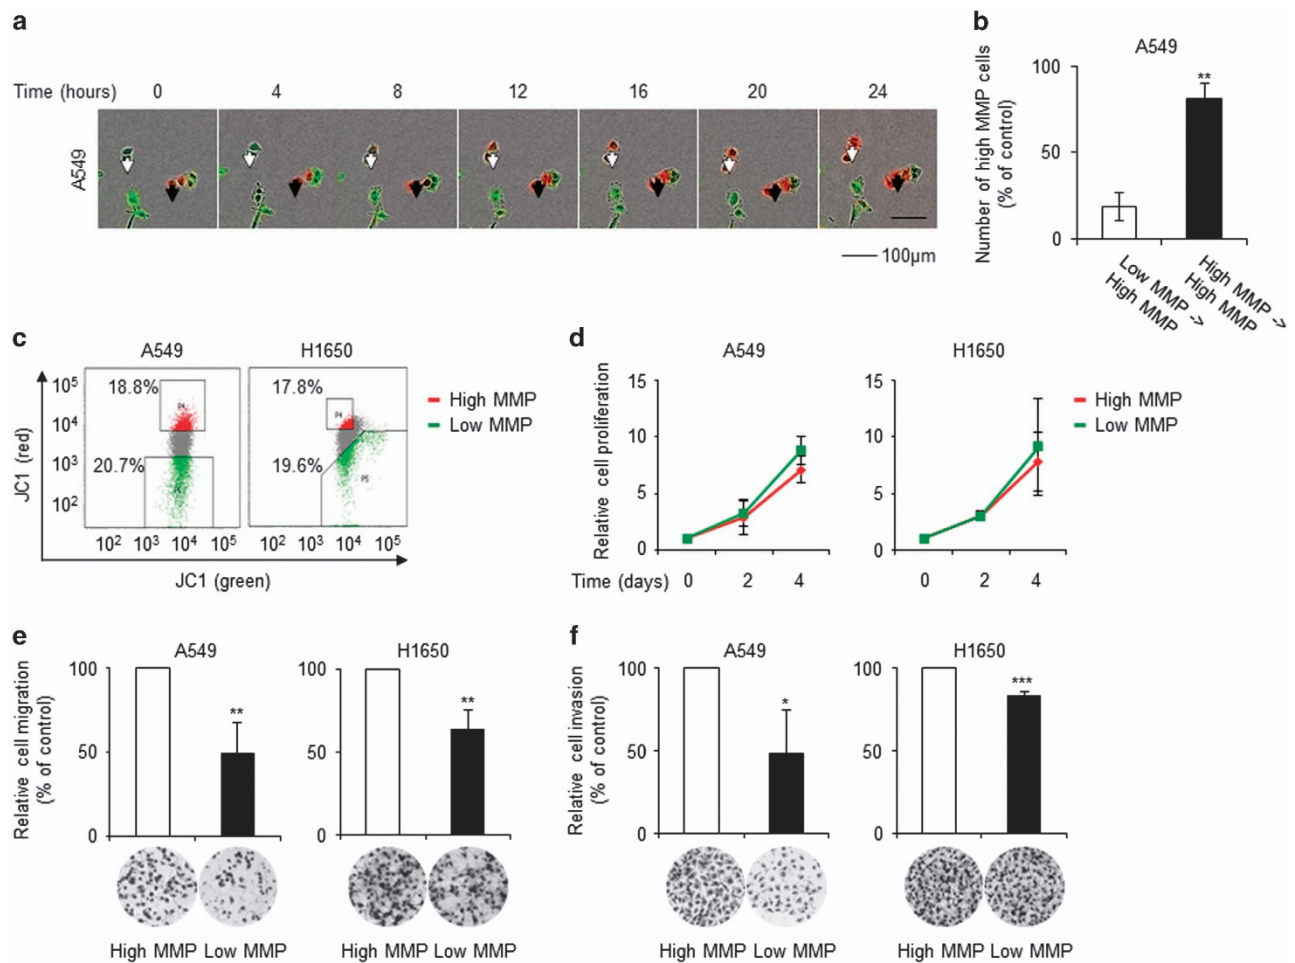 a
Time (hours) 0 4 8 12 16 20 24
A549
100µm
b
A549
Number of high MMP cells
(% of control)
100
50
0
**
Low MMP ->
High MMP
High MMP ->
High MMP
c
A549 H1650
JC1 (red)
10⁵
10⁴
10³
10²
18.8%
P4
20.7%
17.8%
P4
19.6%
P5
High MMP
Low MMP
10² 10³ 10⁴ 10⁵ 10² 10³ 10⁴ 10⁵
JC1 (green)
d
A549 H1650
Relative cell proliferation
15 15
10 10
5 5
0 0
High MMP
Low MMP
Time (days) 0 2 4 0 2 4
e
A549 H1650
Relative cell migration
(% of control)
100 100
** **
50 50
0 0
High MMP Low MMP High MMP Low MMP
f
A549 H1650
Relative cell invasion
(% of control)
100 100
* ***
50 50
0 0
High MMP Low MMP High MMP Low MMP